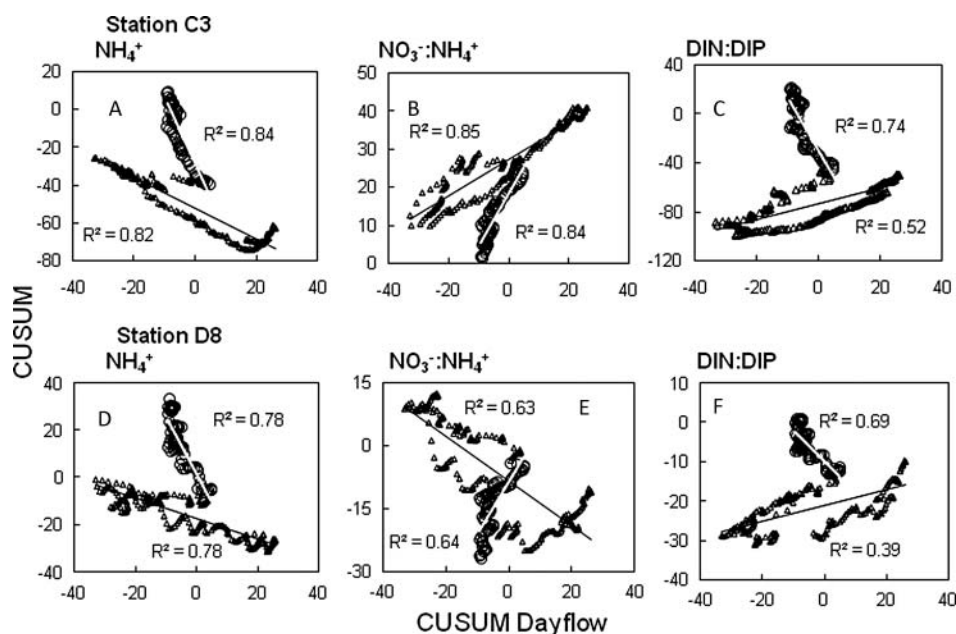 Station C3
NH₄⁺ NO₃⁻:NH₄⁺ DIN:DIP
20 0 -20 -40 -60 -80
A
R² = 0.84
R² = 0.82
-40 -20 0 20 40
50 40 30 20 10 0
B
R² = 0.85
R² = 0.84
-40 -20 0 20 40
40 0 -40 -80 -120
C
R² = 0.74
R² = 0.52
-40 -20 0 20 40
CUSUM
Station D8
NH₄⁺ NO₃⁻:NH₄⁺ DIN:DIP
40 20 0 -20 -40
D
R² = 0.78
R² = 0.78
-40 -20 0 20 40
15 0 -15 -30
R² = 0.63
E
R² = 0.64
-40 -20 0 20 40
10 0 -10 -20 -30 -40
F
R² = 0.69
R² = 0.39
-40 -20 0 20 40
CUSUM Dayflow